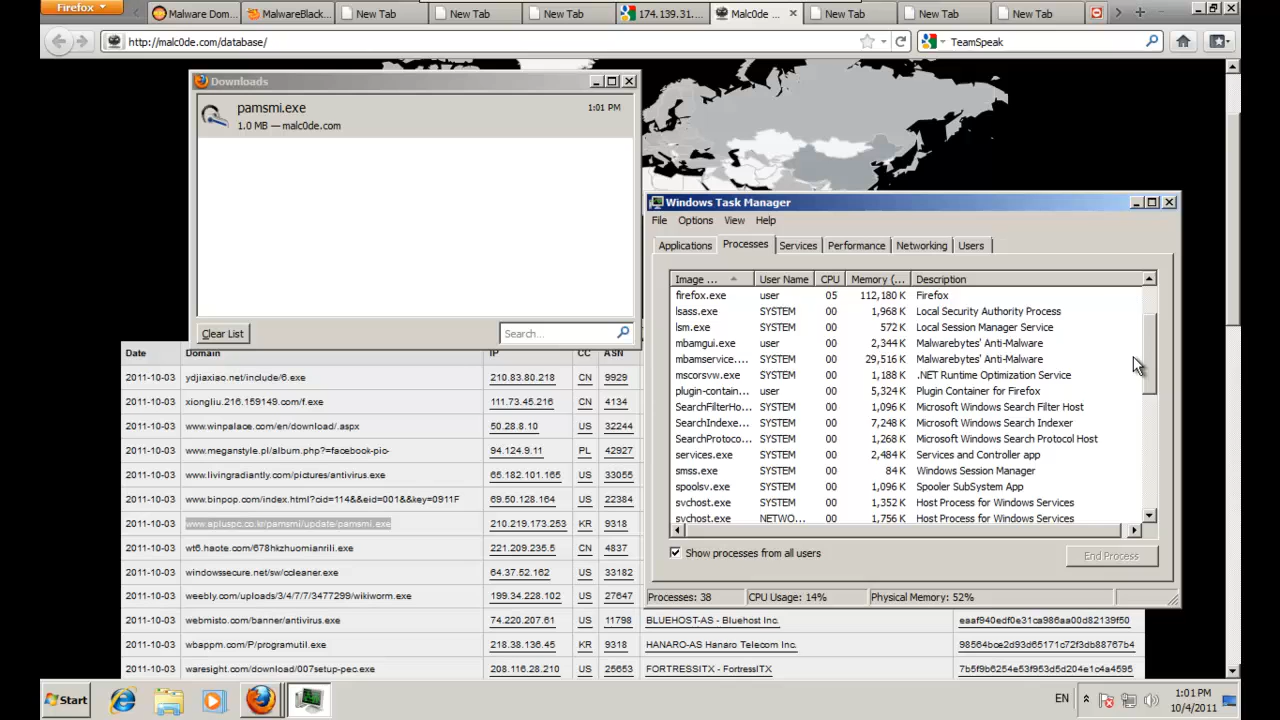 Firefox
Malware Dom...
MalwareBlack...
New Tab
New Tab
New Tab
174.139.31....
Malc0de ...
New Tab
New Tab
New Tab
http://malc0de.com/database/
TeamSpeak
Downloads
pamsmi.exe
1:01 PM
1.0 MB — malc0de.com
Clear List
Search...
Windows Task Manager
File Options View Help
Applications Processes Services Performance Networking Users
Image ... User Name CPU Memory (... Description
firefox.exe user 05 112,180 K Firefox
lsass.exe SYSTEM 00 1,968 K Local Security Authority Process
lsm.exe SYSTEM 00 572 K Local Session Manager Service
mbamgui.exe user 00 2,344 K Malwarebytes' Anti-Malware
mbamservice.... SYSTEM 00 29,516 K Malwarebytes' Anti-Malware
mscorsvw.exe SYSTEM 00 1,188 K .NET Runtime Optimization Service
plugin-contain... user 00 5,324 K Plugin Container for Firefox
SearchFilterHo... SYSTEM 00 1,096 K Microsoft Windows Search Filter Host
SearchIndexe... SYSTEM 00 7,248 K Microsoft Windows Search Indexer
SearchProtoco... SYSTEM 00 1,268 K Microsoft Windows Search Protocol Host
services.exe SYSTEM 00 2,484 K Services and Controller app
smss.exe SYSTEM 00 84 K Windows Session Manager
spoolsv.exe SYSTEM 00 1,096 K Spooler SubSystem App
svchost.exe SYSTEM 00 1,352 K Host Process for Windows Services
svchost.exe NETWO... 00 1,756 K Host Process for Windows Services
Show processes from all users
End Process
Processes: 38 CPU Usage: 14% Physical Memory: 52%
Date Domain IP CC ASN
2011-10-03 ydjiaxiao.net/include/6.exe 210.83.80.218 CN 9929
2011-10-03 xiongliu.216.159149.com/f.exe 111.73.45.216 CN 4134
2011-10-03 www.winpalace.com/en/download/.aspx 50.28.8.10 US 32244
2011-10-03 www.meganstyle.pl/album.php?=facebook-pic- 94.124.9.11 PL 42927
2011-10-03 www.livingradiantly.com/pictures/antivirus.exe 65.182.101.165 US 33055
2011-10-03 www.binpop.com/index.html?cid=114&&eid=001&&key=0911F 69.50.128.164 US 22384
2011-10-03 www.apluspc.co.kr/pamsmi/update/pamsmi.exe 210.219.173.253 KR 9318
2011-10-03 wt6.haote.com/678hkzhuomianrili.exe 221.209.235.5 CN 4837
2011-10-03 windowssecure.net/sw/ccleaner.exe 64.37.52.162 US 33182
2011-10-03 weebly.com/uploads/3/4/7/7/3477299/wikiworm.exe 199.34.228.102 US 27647
2011-10-03 webmisto.com/banner/antivirus.exe 74.220.207.61 US 11798 BLUEHOST-AS - Bluehost Inc. eaaf940edf0e31ca986aa00d82139f50
2011-10-03 wbappm.com/P/programutil.exe 218.38.136.45 KR 9318 HANARO-AS Hanaro Telecom Inc. 98564bce2d93d65171c72f3db88767b4
2011-10-03 waresight.com/download/007setup-pec.exe 208.116.28.210 US 25653 FORTRESSITX - FortressITX 7b5f9b6254e53f953d5d204e1c4a4595
Start
EN
1:01 PM
10/4/2011